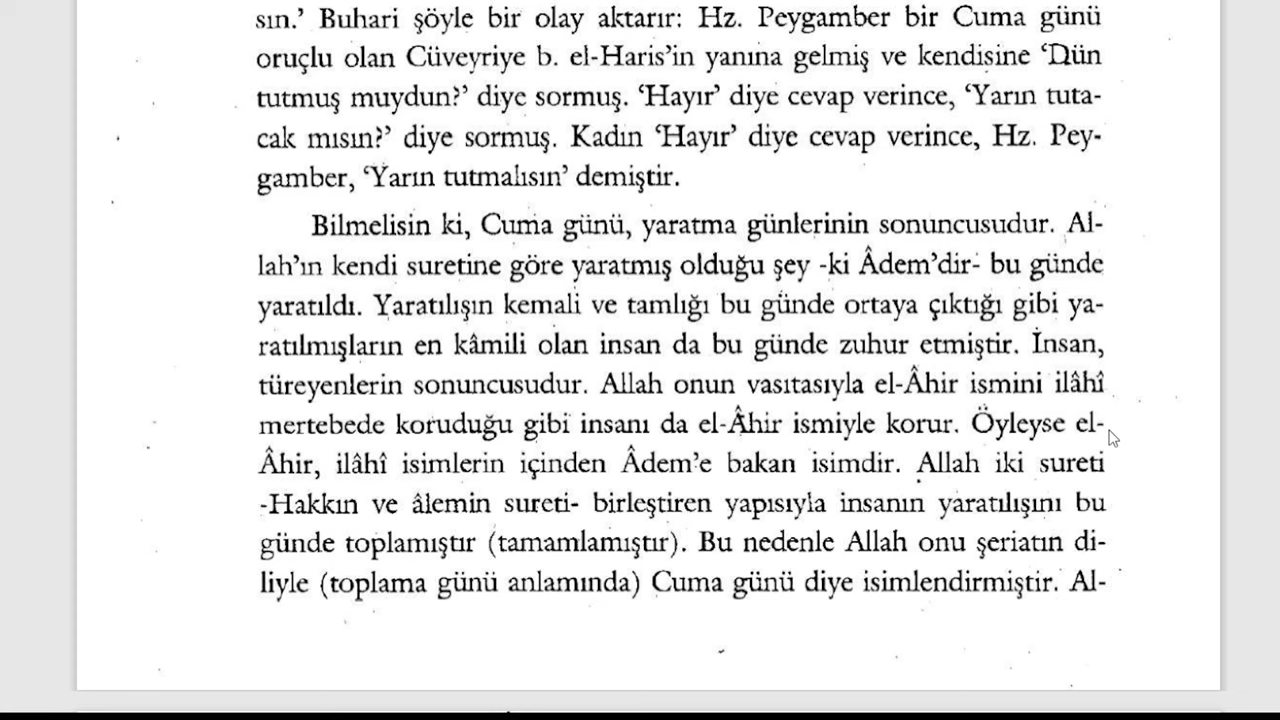 sın.’ Buhari şöyle bir olay aktarır: Hz. Peygamber bir Cuma günü
oruçlu olan Cüveyriye b. el-Haris’in yanına gelmiş ve kendisine ‘Dün
tutmuş muydun?’ diye sormuş. ‘Hayır’ diye cevap verince, ‘Yarın tuta-
cak mısın?’ diye sormuş. Kadın ‘Hayır’ diye cevap verince, Hz. Pey-
gamber, ‘Yarın tutmalısın’ demiştir.
Bilmelisin ki, Cuma günü, yaratma günlerinin sonuncusudur. Al-
lah’ın kendi suretine göre yaratmış olduğu şey -ki Âdem’dir- bu günde
yaratıldı. Yaratılışın kemali ve tamlığı bu günde ortaya çıktığı gibi ya-
ratılmışların en kâmili olan insan da bu günde zuhur etmiştir. İnsan,
türeyenlerin sonuncusudur. Allah onun vasıtasıyla el-Âhir ismini ilâhî
mertebede koruduğu gibi insanı da el-Âhir ismiyle korur. Öyleyse el-
Âhir, ilâhî isimlerin içinden Âdem’e bakan isimdir. Allah iki sureti
-Hakkın ve âlemin sureti- birleştiren yapısıyla insanın yaratılışını bu
günde toplamıştır (tamamlamıştır). Bu nedenle Allah onu şeriatın di-
liyle (toplama günü anlamında) Cuma günü diye isimlendirmiştir. Al-